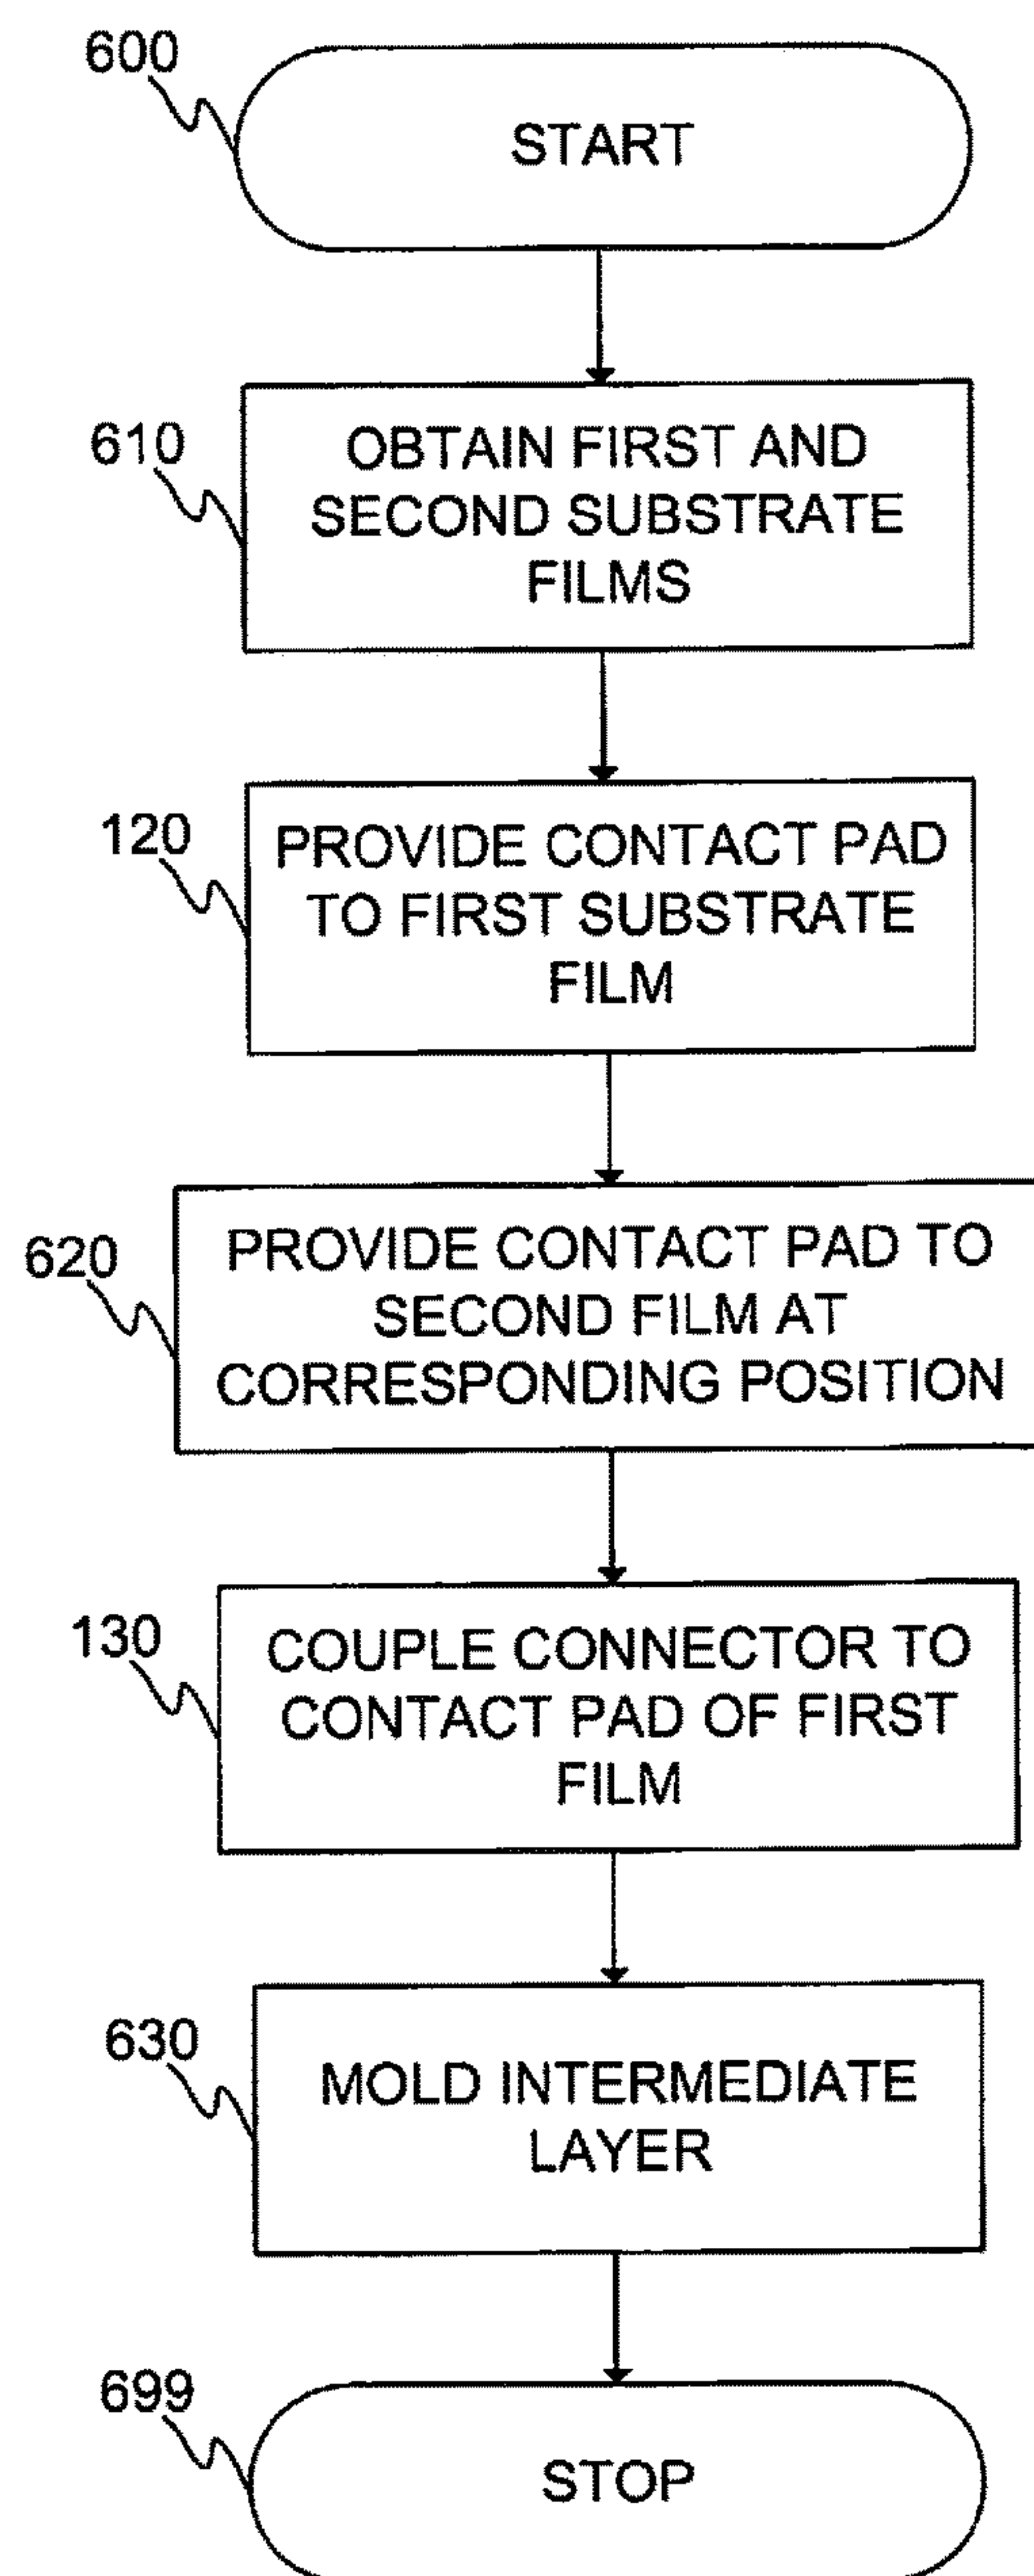 600
START
610
OBTAIN FIRST AND
SECOND SUBSTRATE
FILMS
120
PROVIDE CONTACT PAD
TO FIRST SUBSTRATE
FILM
620
PROVIDE CONTACT PAD TO
SECOND FILM AT
CORRESPONDING POSITION
130
COUPLE CONNECTOR TO
CONTACT PAD OF FIRST
FILM
630
MOLD INTERMEDIATE
LAYER
699
STOP